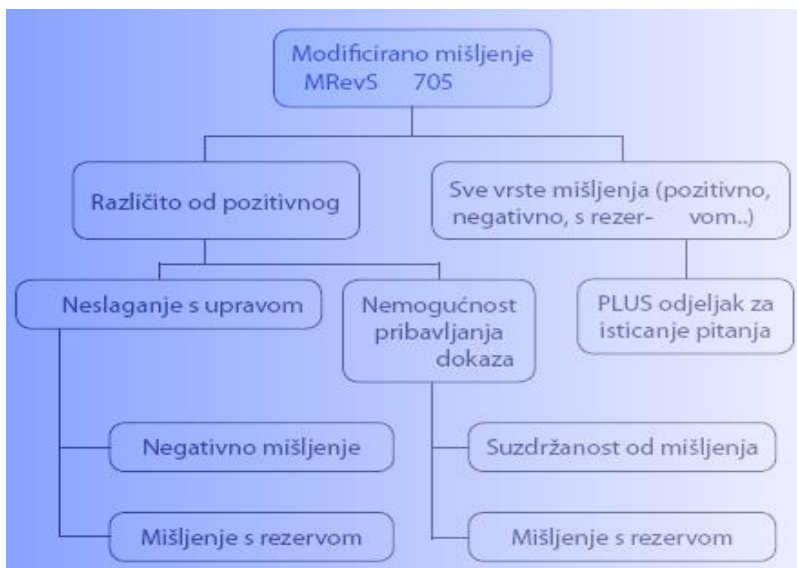 Modificirano mišljenje
MRevS 705
Različito od pozitivnog
Sve vrste mišljenja (pozitivno,
negativno, s rezer- vom..)
Neslaganje s upravom
Nemogućnost
pribavljanja
dokaza
PLUS odjeljak za
isticanje pitanja
Negativno mišljenje
Suzdržanost od mišljenja
Mišljenje s rezervom
Mišljenje s rezervom